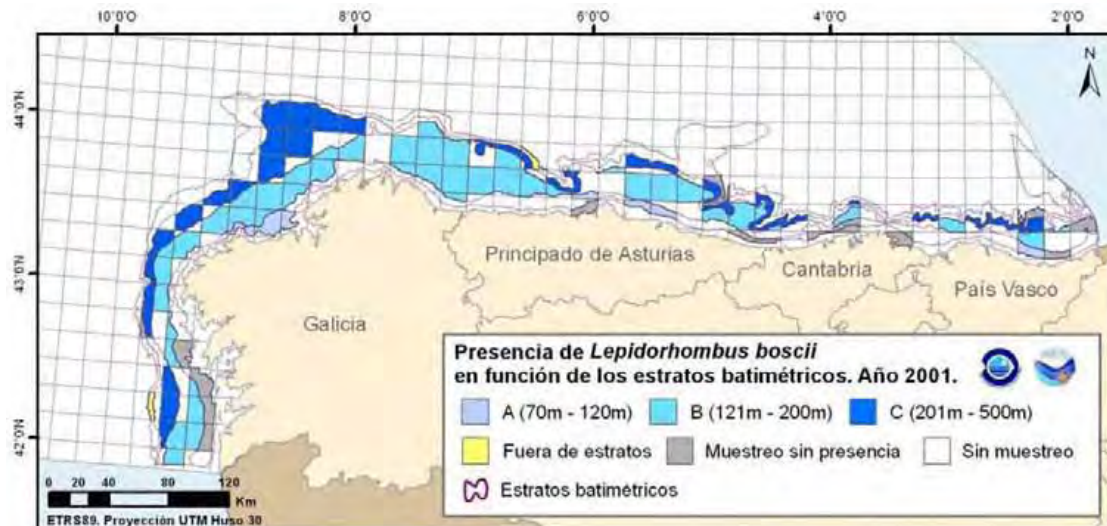 10°0'O 8°0'O 6°0'O 4°0'O 2°0'O
N
44°0'N
43°0'N
42°0'N
Principado de Asturias
Cantabria
País Vasco
Galicia
Presencia de Lepidorhombus boscii
en función de los estratos batimétricos. Año 2001.
A (70m - 120m) B (121m - 200m) C (201m - 500m)
Fuera de estratos Muestreo sin presencia Sin muestreo
Estratos batimétricos
0 20 40 80 120
Km
ETRS89. Proyección UTM Huso 30